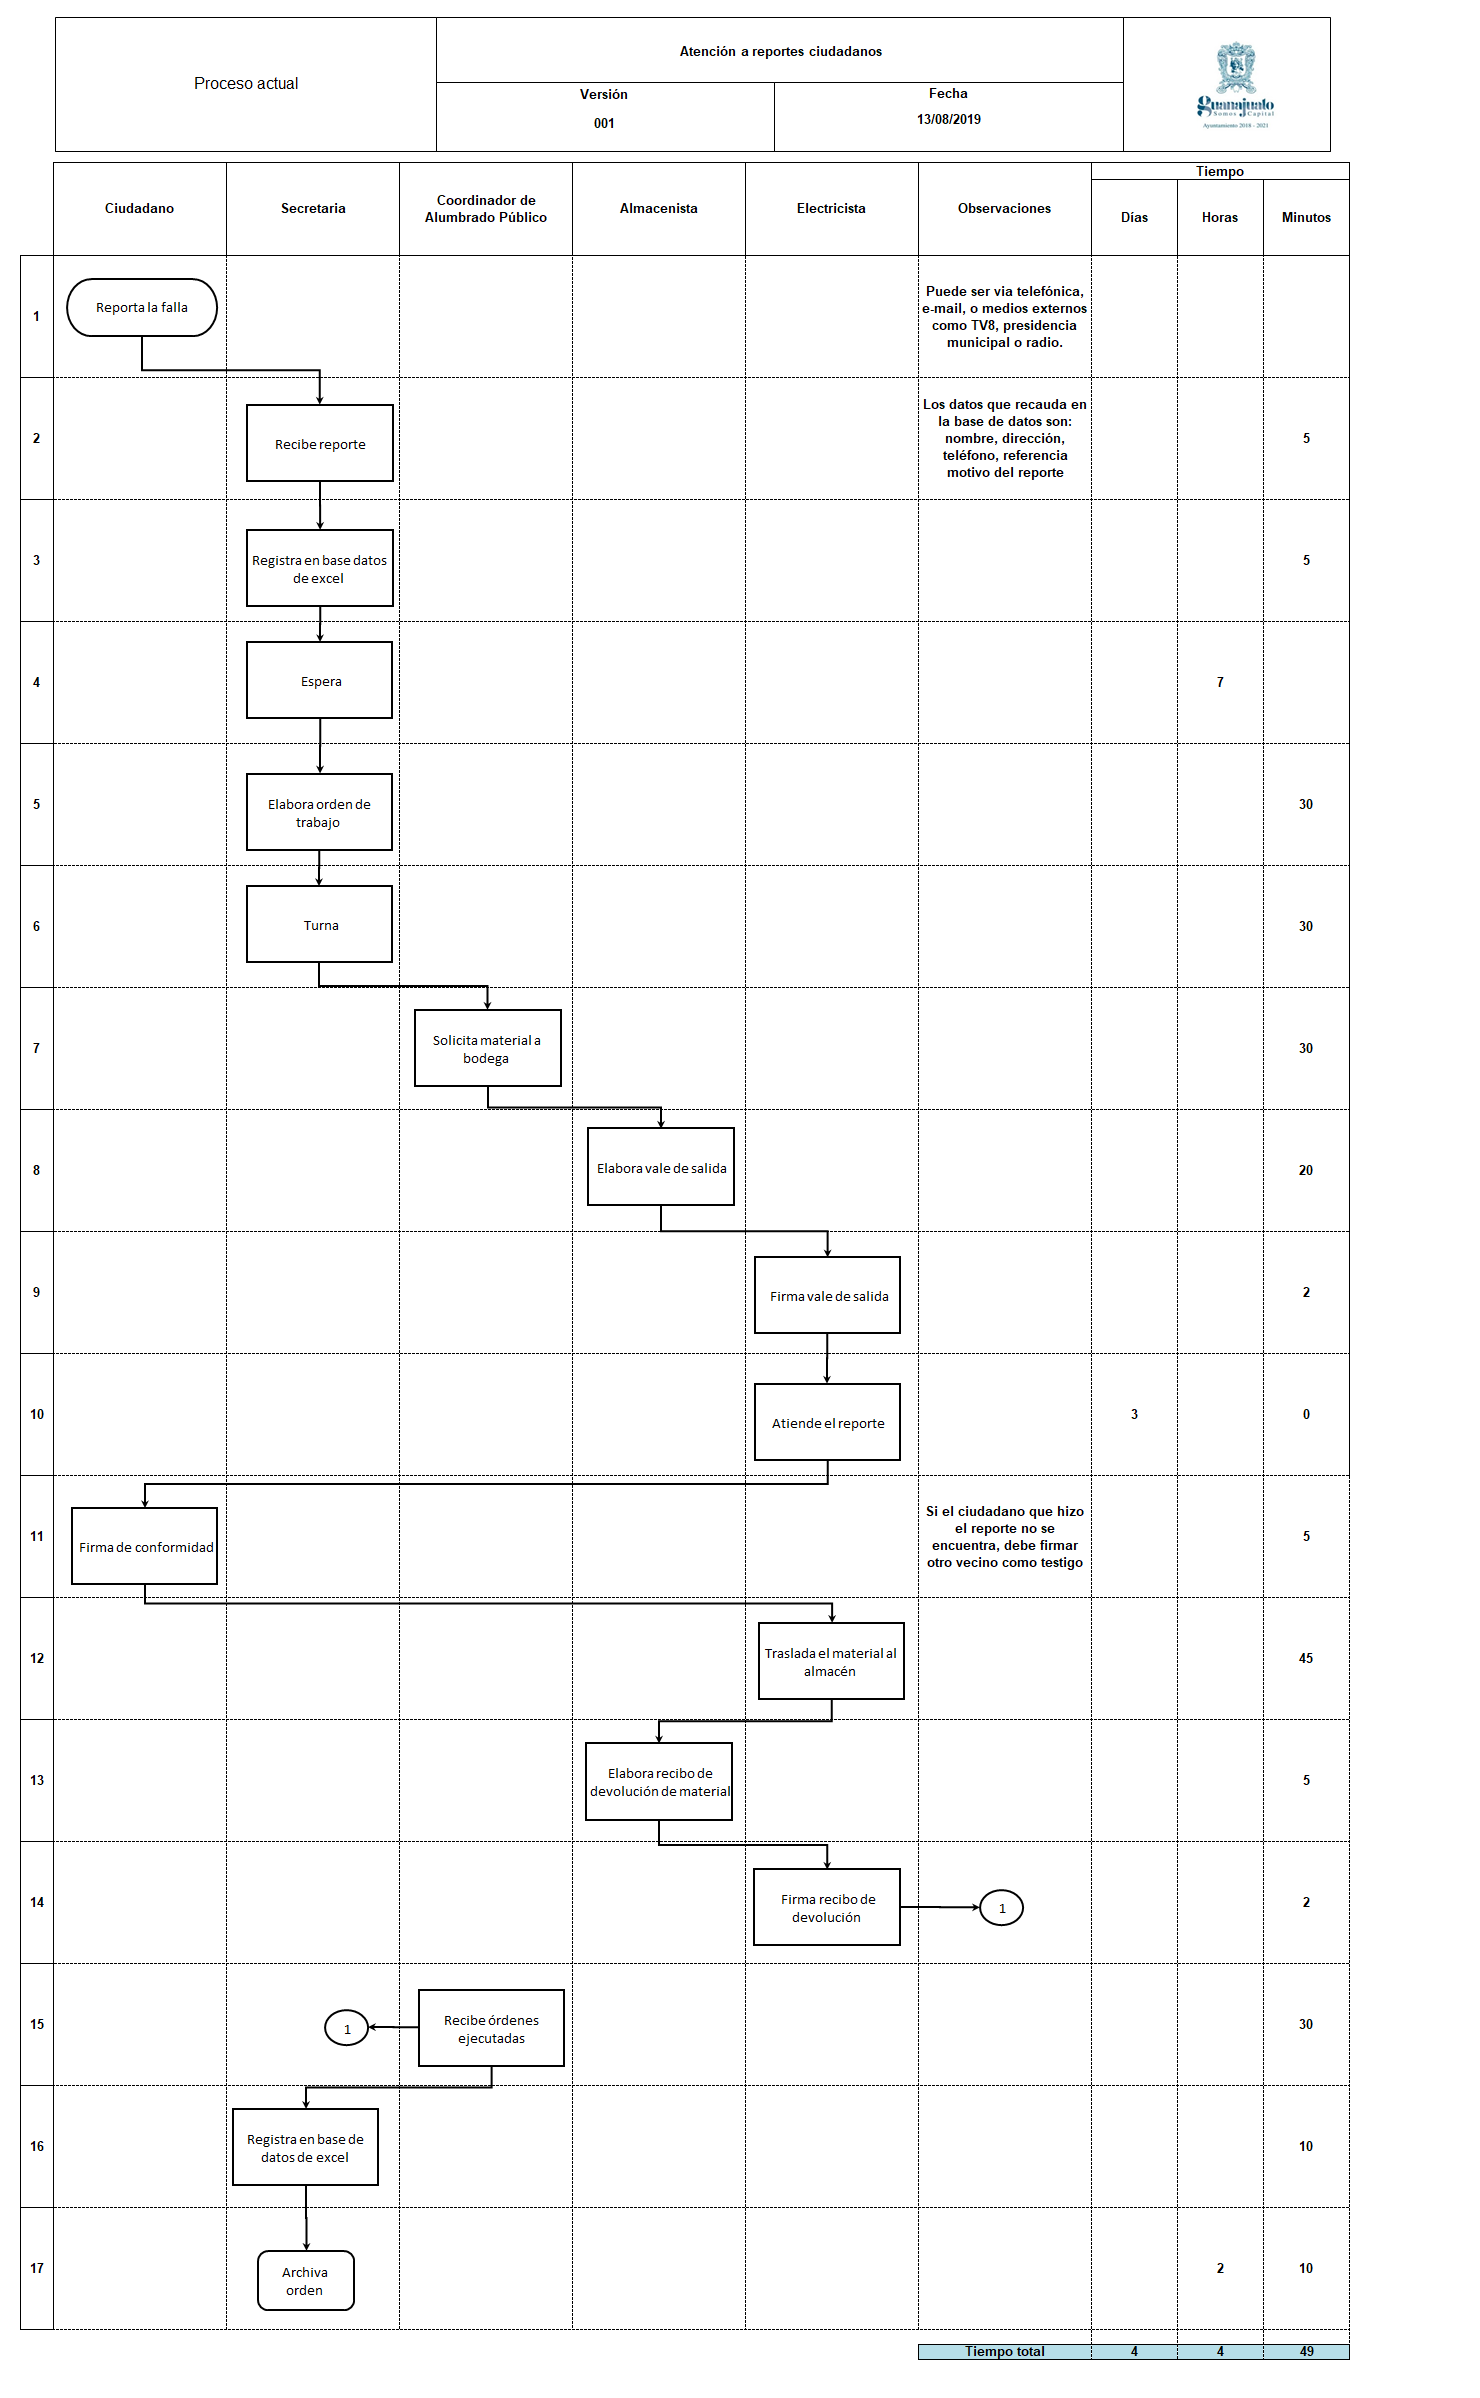 Proceso actual
Atención a reportes ciudadanos
Versión
001
Fecha
13/08/2019
guanajuato
Somos Capital
Ayuntamiento 2018 - 2021
Ciudadano
Secretaria
Coordinador de
Alumbrado Público
Almacenista
Electricista
Observaciones
Tiempo
Días
Horas
Minutos
1
Reporta la falla
Puede ser via telefónica,
e-mail, o medios externos
como TV8, presidencia
municipal o radio.
2
Recibe reporte
Los datos que recauda en
la base de datos son:
nombre, dirección,
teléfono, referencia
motivo del reporte
5
3
Registra en base datos
de excel
5
4
Espera
7
5
Elabora orden de
trabajo
30
6
Turna
30
7
Solicita material a
bodega
30
8
Elabora vale de salida
20
9
Firma vale de salida
2
10
Atiende el reporte
3
0
11
Firma de conformidad
Si el ciudadano que hizo
el reporte no se
encuentra, debe firmar
otro vecino como testigo
5
12
Traslada el material al
almacén
45
13
Elabora recibo de
devolución de material
5
14
Firma recibo de
devolución
1
2
15
1
Recibe órdenes
ejecutadas
30
16
Registra en base de
datos de excel
10
17
Archiva
orden
2
10
Tiempo total
4
4
49